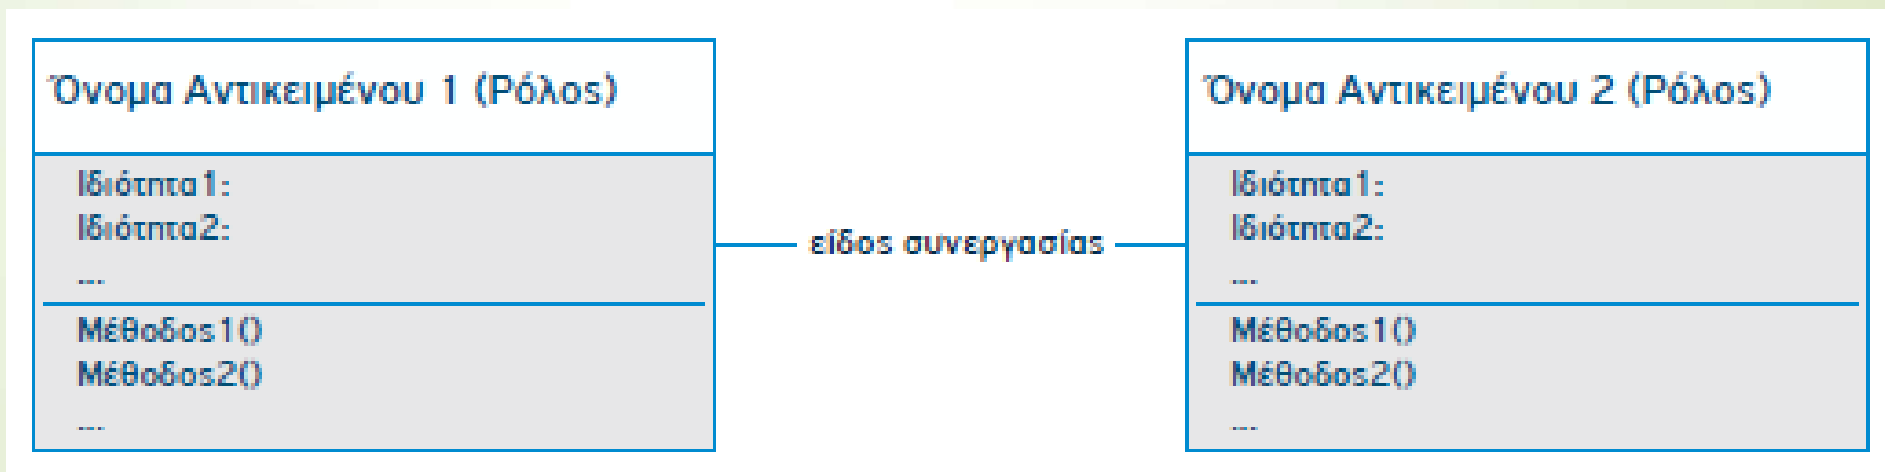 Όνομα Αντικειμένου 1 (Ρόλος)
Ιδιότητα1:
Ιδιότητα2:
....
Μέθοδος1()
Μέθοδος2()
....
είδος συνεργασίας
Όνομα Αντικειμένου 2 (Ρόλος)
Ιδιότητα1:
Ιδιότητα2:
....
Μέθοδος1()
Μέθοδος2()
....